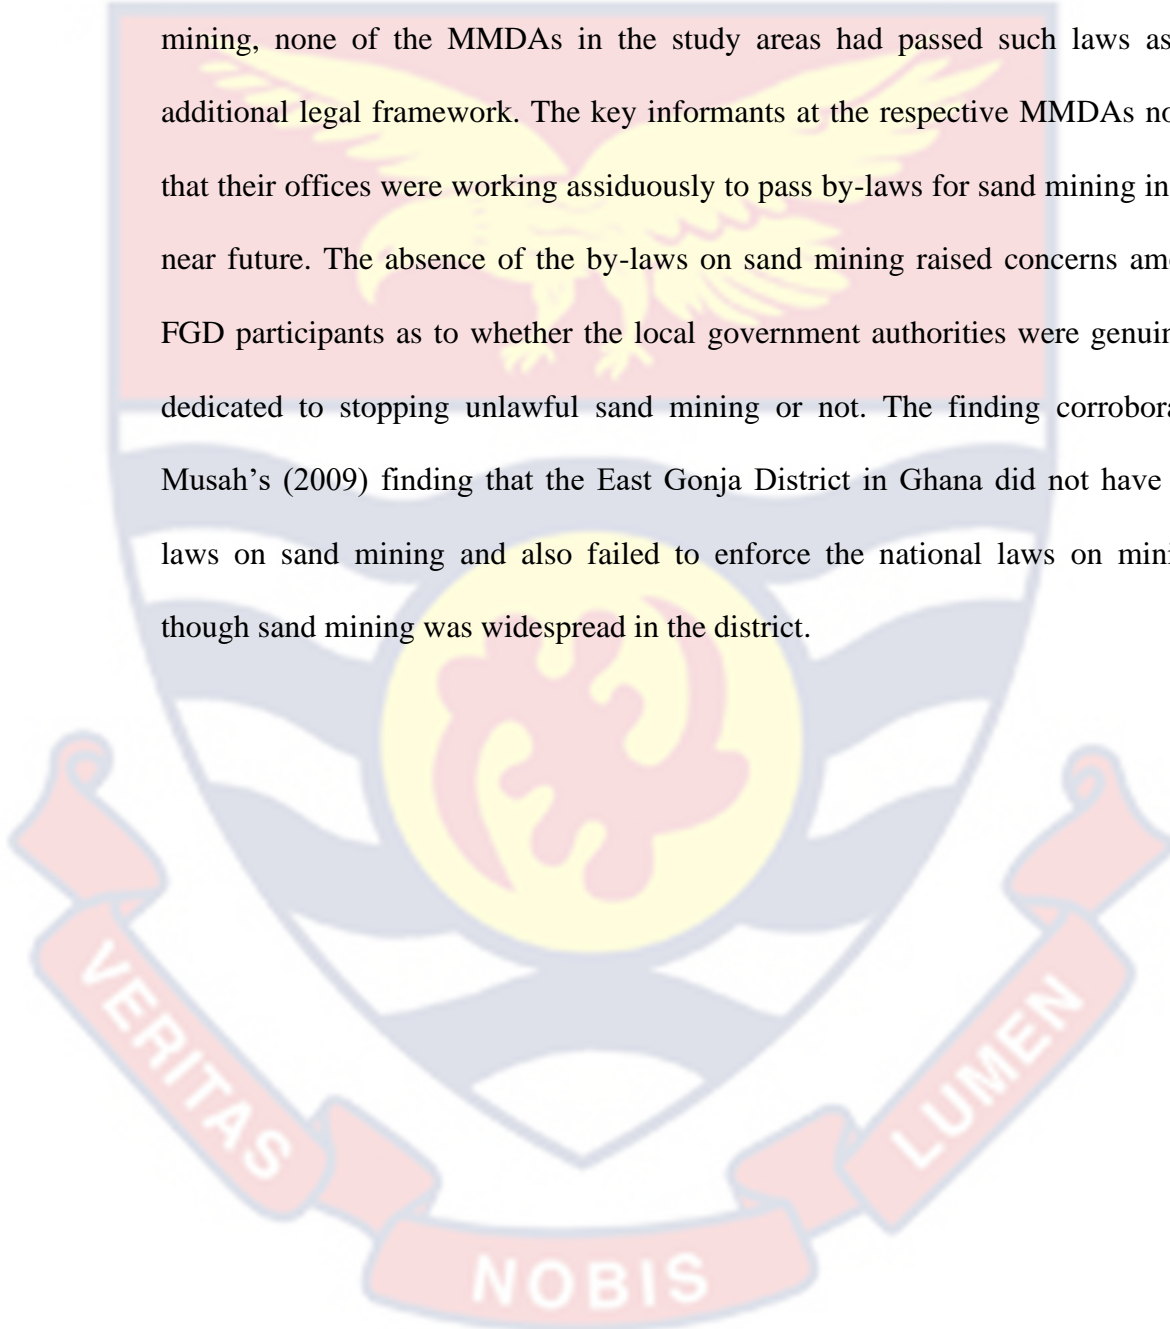 mining, none of the MMDAs in the study areas had passed such laws as
additional legal framework. The key informants at the respective MMDAs no
that their offices were working assiduously to pass by-laws for sand mining in
near future. The absence of the by-laws on sand mining raised concerns am
FGD participants as to whether the local government authorities were genuin
dedicated to stopping unlawful sand mining or not. The finding corrobora
Musah’s (2009) finding that the East Gonja District in Ghana did not have
laws on sand mining and also failed to enforce the national laws on mini
though sand mining was widespread in the district.
VERITAS
NOBIS
LUMEN